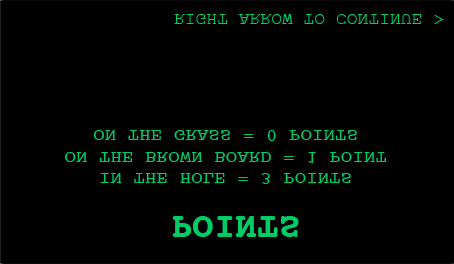 POINTS
IN THE HOLE = 3 POINTS
ON THE BROWN BOARD = 1 POINT
ON THE GRASS = 0 POINTS
RIGHT ARROW TO CONTINUE >